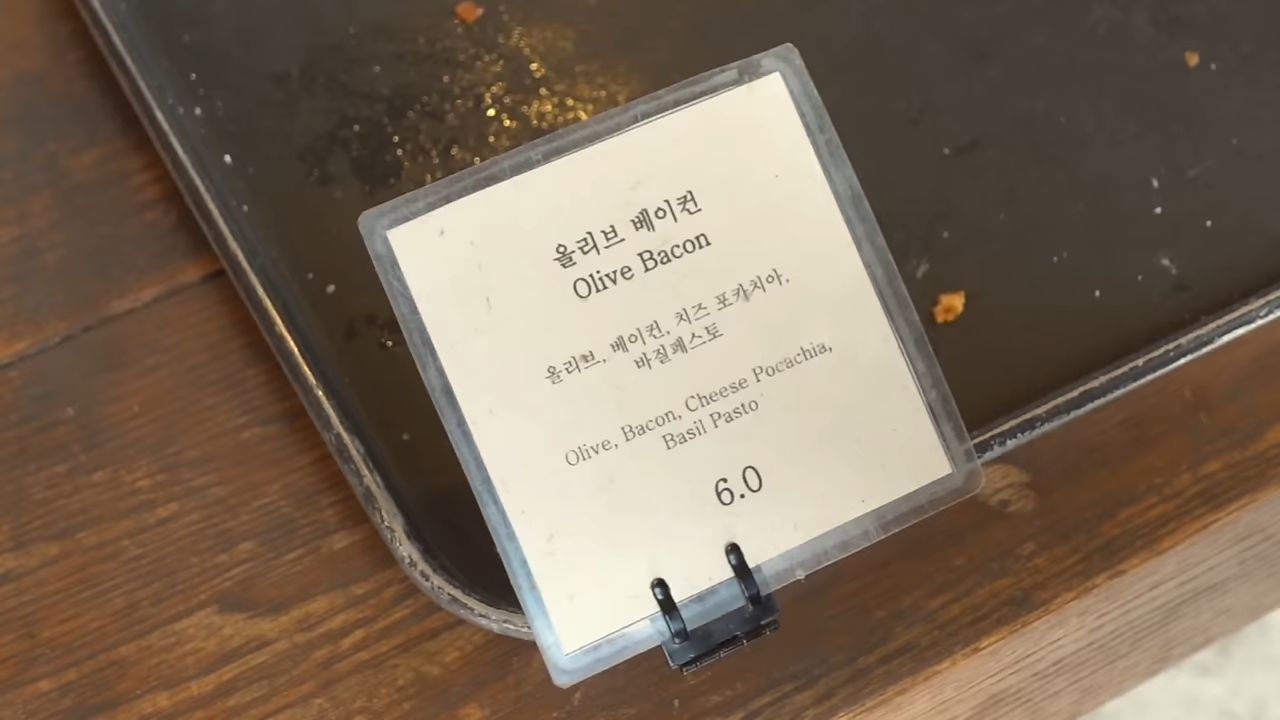 올리브 베이컨
Olive Bacon
올리브, 베이컨, 치즈 포카치아,
바질페스토
Olive, Bacon, Cheese Pocachia,
Basil Pasto
6.0